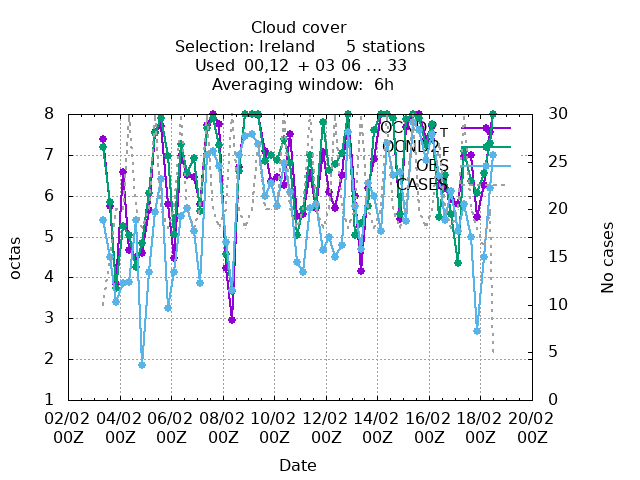 Cloud cover
Selection: Ireland 5 stations
Used 00,12 + 03 06 ... 33
Averaging window: 6h
8 30
7 25
6 20
5 15
4 10
3 5
2 0
1
octas
No cases
OBS
CASES
02/02 04/02 06/02 08/02 10/02 12/02 14/02 16/02 18/02 20/02
00Z 00Z 00Z 00Z 00Z 00Z 00Z 00Z 00Z 00Z
Date